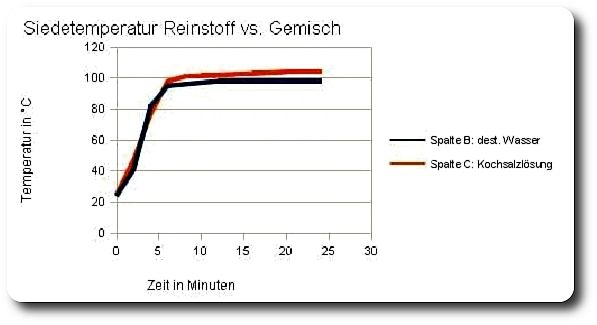 Siedetemperatur Reinstoff vs. Gemisch
120
100
80
60
40
20
0
0 5 10 15 20 25 30
Temperatur in °C
Zeit in Minuten
Spalte B: dest. Wasser
Spalte C: Kochsalzlösung